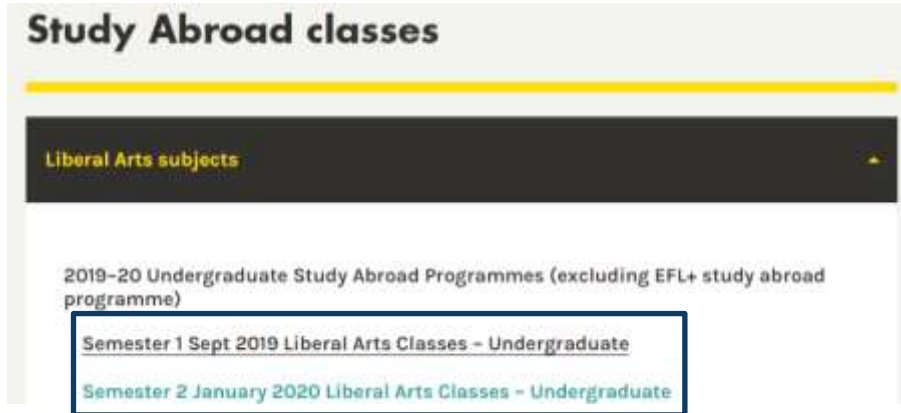 Study Abroad classes
Liberal Arts subjects
2019–20 Undergraduate Study Abroad Programmes (excluding EFL+ study abroad
programme)
Semester 1 Sept 2019 Liberal Arts Classes – Undergraduate
Semester 2 January 2020 Liberal Arts Classes – Undergraduate